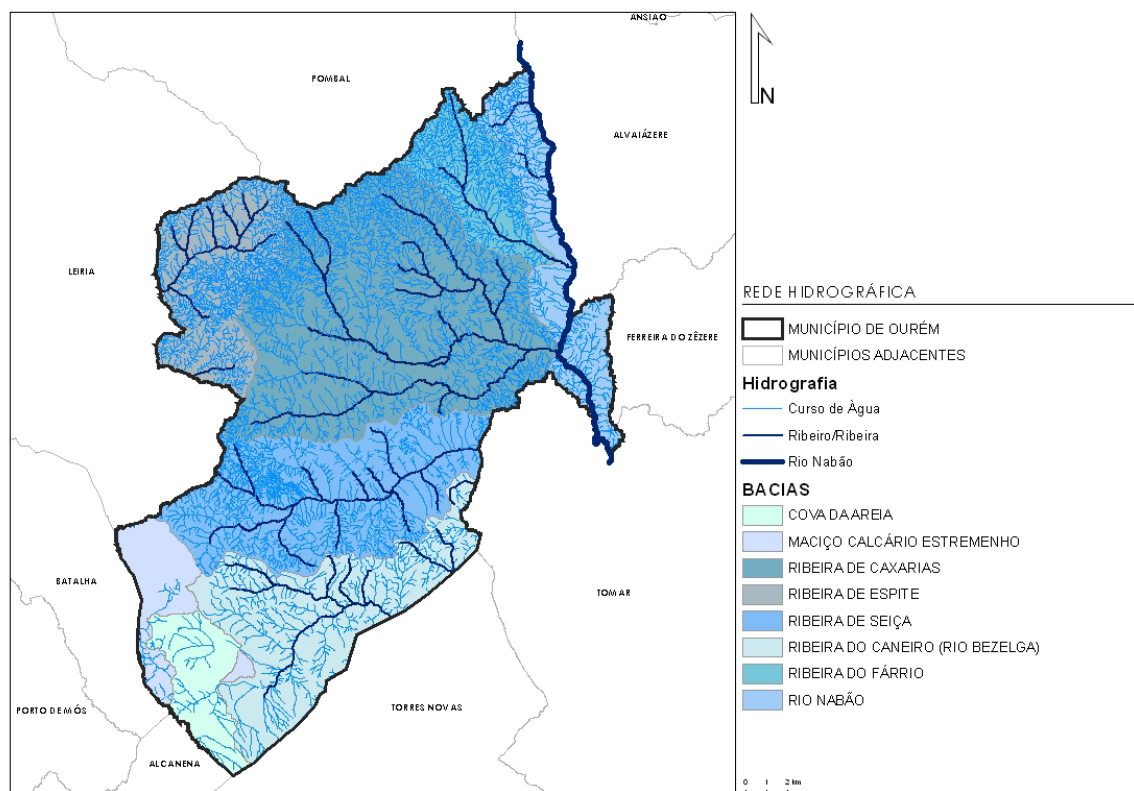 ANSIÃO
POMBAL
N
ALVAIÁZERE
LEIRIA
FERREIRA DO ZÊZERE
BATALHA
TOMAR
PORTO DE MÓS
TORRES NOVAS
ALCANENA
REDE HIDROGRÁFICA
MUNICÍPIO DE OURÉM
MUNICÍPIOS ADJACENTES
Hidrografia
Curso de Àgua
Ribeiro/Ribeira
Rio Nabão
BACIAS
COVA DA AREIA
MACIÇO CALCÁRIO ESTREMENHO
RIBEIRA DE CAXARIAS
RIBEIRA DE ESPITE
RIBEIRA DE SEIÇA
RIBEIRA DO CANEIRO (RIO BEZELGA)
RIBEIRA DO FÁRRIO
RIO NABÃO
0 1 2 km